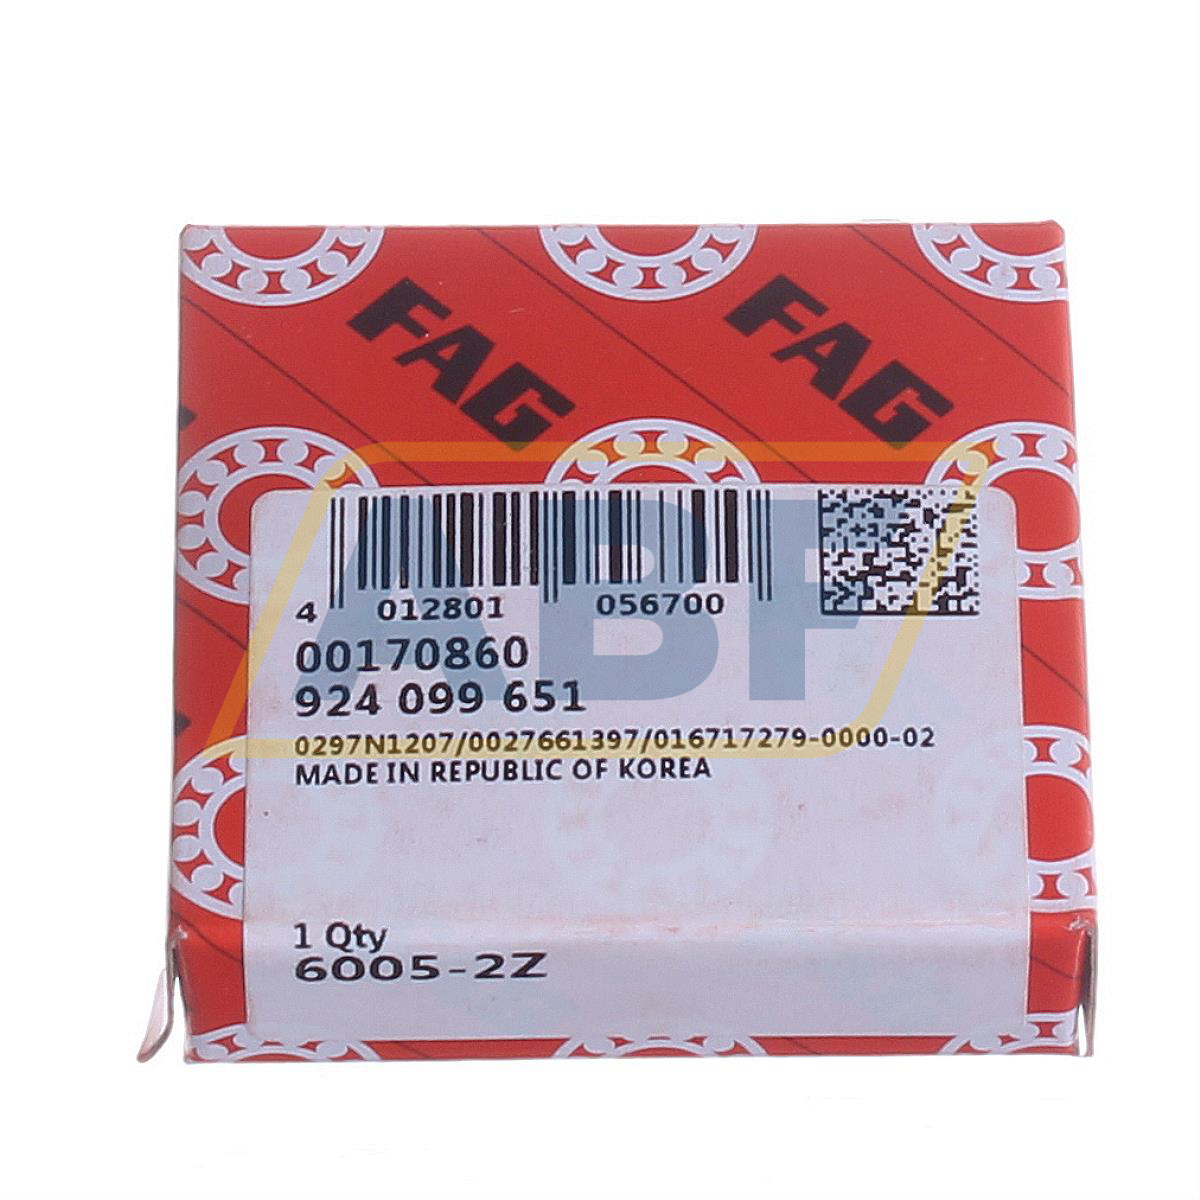 FAG FAG
ABF
4 012801 056700
00170860
924 099 651
0297N1207/0027661397/016717279-0000-02
MADE IN REPUBLIC OF KOREA
1 Qty
6005-2Z